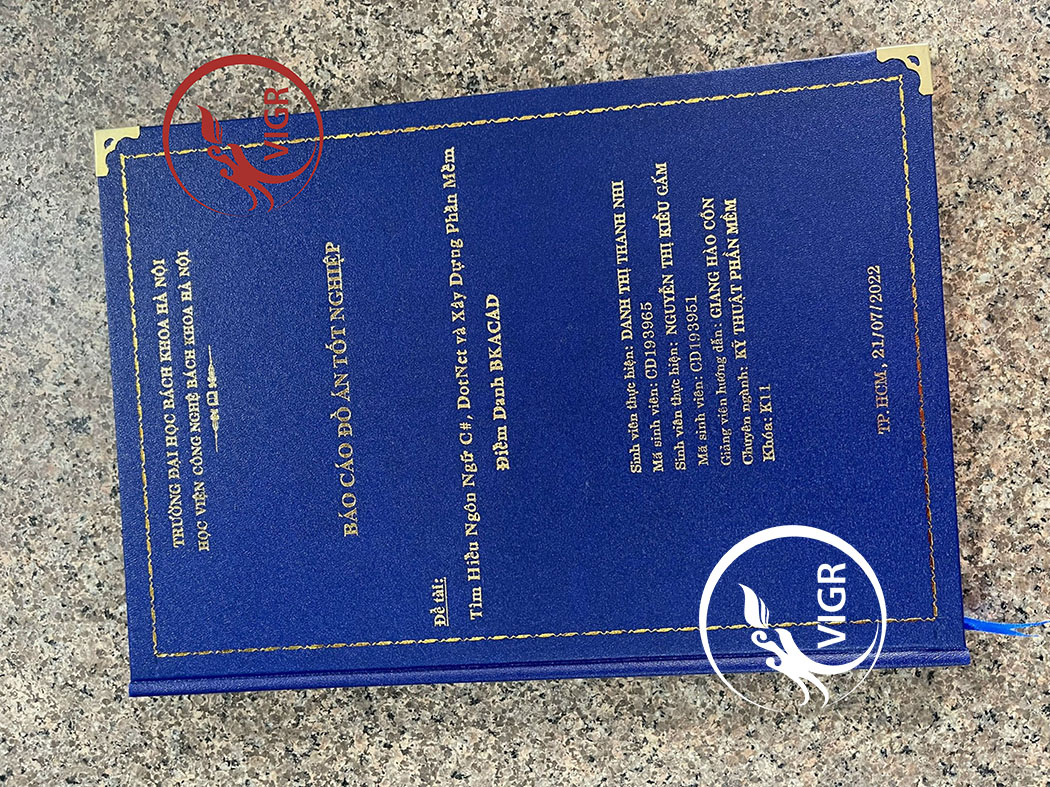 TRƯỜNG ĐẠI HỌC BÁCH KHOA HÀ NỘI
HỌC VIỆN CÔNG NGHỆ BÁCH KHOA HÀ NỘI
BÁO CÁO ĐỒ ÁN TỐT NGHIỆP
Đề tài:
Tìm Hiểu Ngôn Ngữ C#, DotNet và Xây Dựng Phần Mềm
Điểm Danh BKACAD
Sinh viên thực hiện: DANH THỊ THANH NHI
Mã sinh viên: CD193965
Sinh viên thực hiện: NGUYỄN THỊ KIỀU GẤM
Mã sinh viên: CD193951
Giảng viên hướng dẫn: GIANG HÀO CÔN
Chuyên ngành: KỸ THUẬT PHẦN MỀM
Khóa: K11
TP. HCM, 21/07/2022
VIGR
VIGR